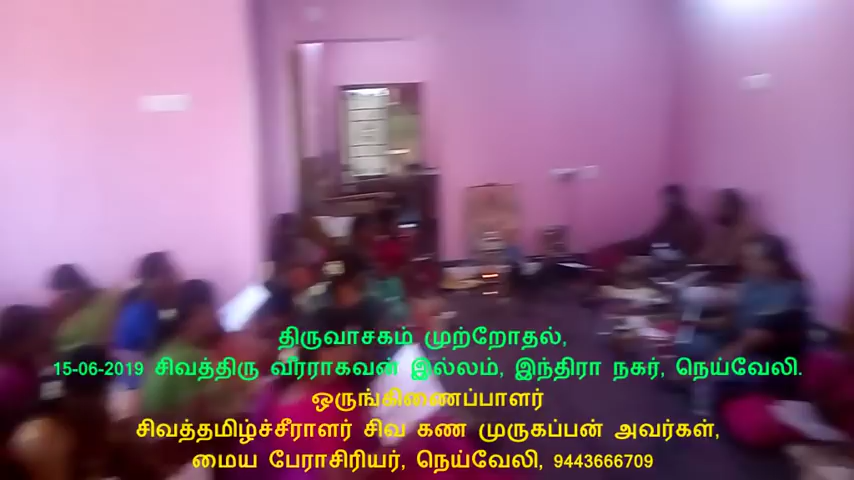 திருவாசகம் முற்றோதல்,
15-06-2019 சிவத்திரு வீரராகவன் இல்லம், இந்திரா நகர், நெய்வேலி.
ஒருங்கிணைப்பாளர்
சிவத்தமிழ்ச்சீராளர் சிவ கண முருகப்பன் அவர்கள்,
மைய பேராசிரியர், நெய்வேலி, 9443666709